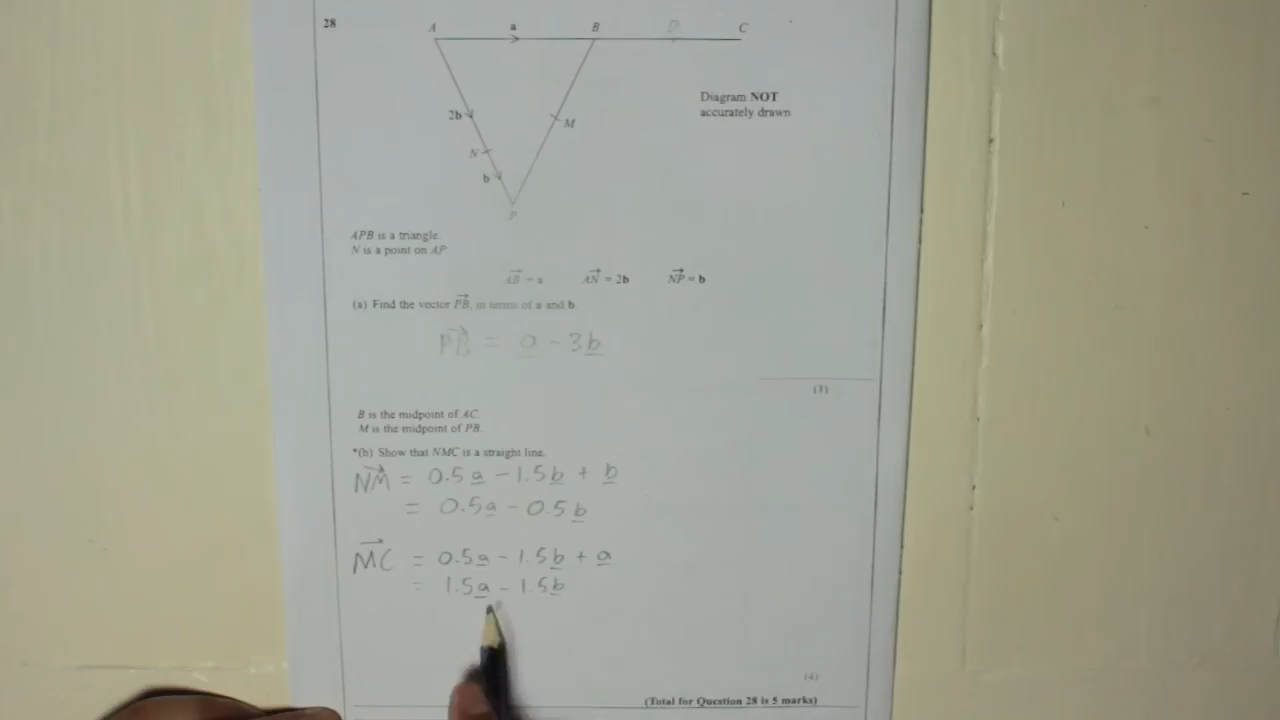 28
A a B C
2b
M
N
b
P
Diagram NOT
accurately drawn
APB is a triangle.
N is a point on AP
AB = a AN = 2b NP = b
(a) Find the vector PB, in terms of a and b.
PB = a - 3b
(1)
B is the midpoint of AC.
M is the midpoint of PB.
*(b) Show that NMC is a straight line.
NM = 0.5a - 1.5b + b
= 0.5a - 0.5b
MC = 0.5a - 1.5b + a
= 1.5a - 1.5b
(4)
(Total for Question 28 is 5 marks)